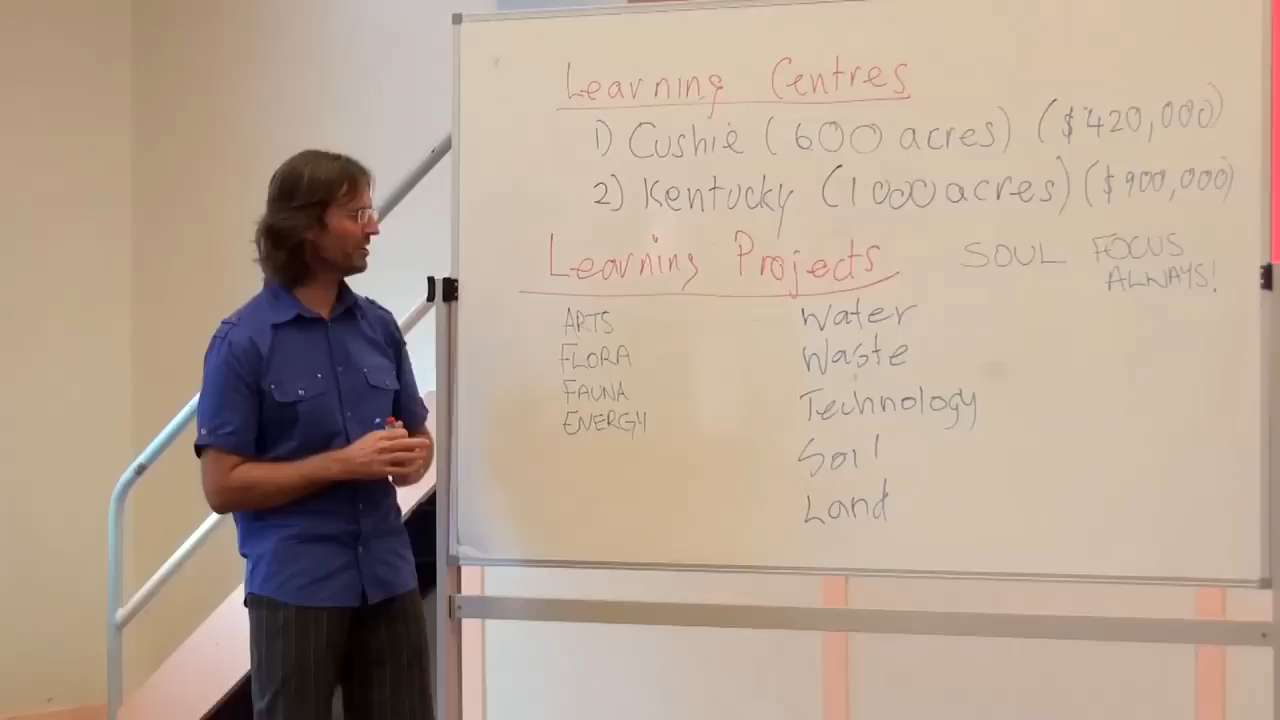 Learning Centres
1) Cushie (600 acres) ($420,000)
2) Kentucky (1000 acres) ($900,000)
Learning Projects
SOUL FOCUS
ALWAYS!
ARTS
FLORA
FAUNA
ENERGY
Water
Waste
Technology
Soil
Land